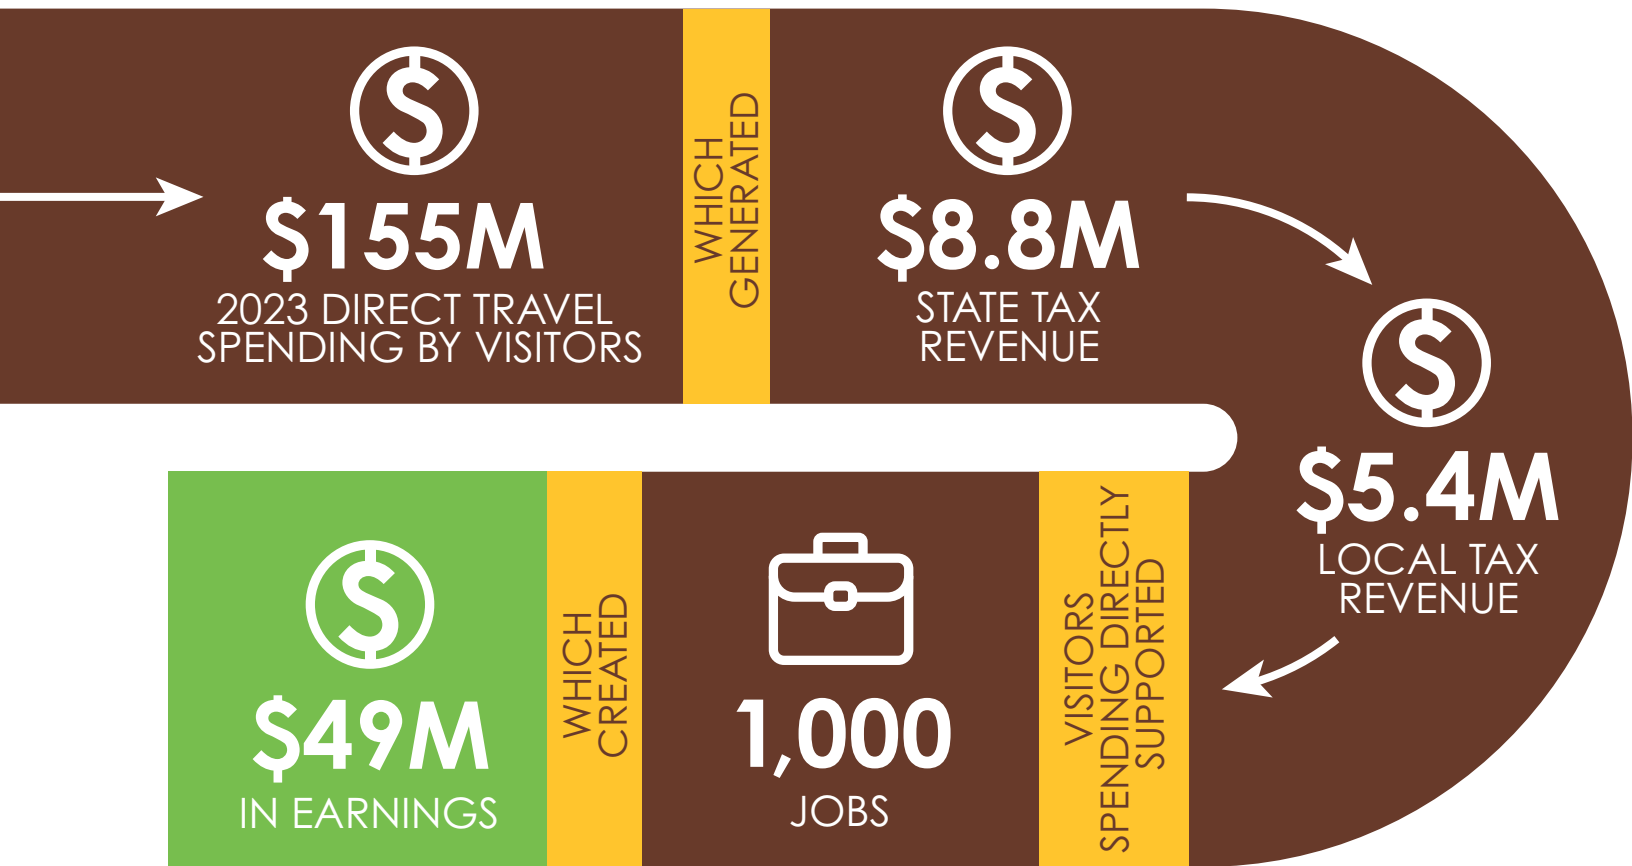 $155M
2023 DIRECT TRAVEL
SPENDING BY VISITORS
WHICH
GENERATED
$8.8M
STATE TAX
REVENUE
$5.4M
LOCAL TAX
REVENUE
VISITORS
SPENDING DIRECTLY
SUPPORTED
1,000
JOBS
WHICH
CREATED
$49M
IN EARNINGS